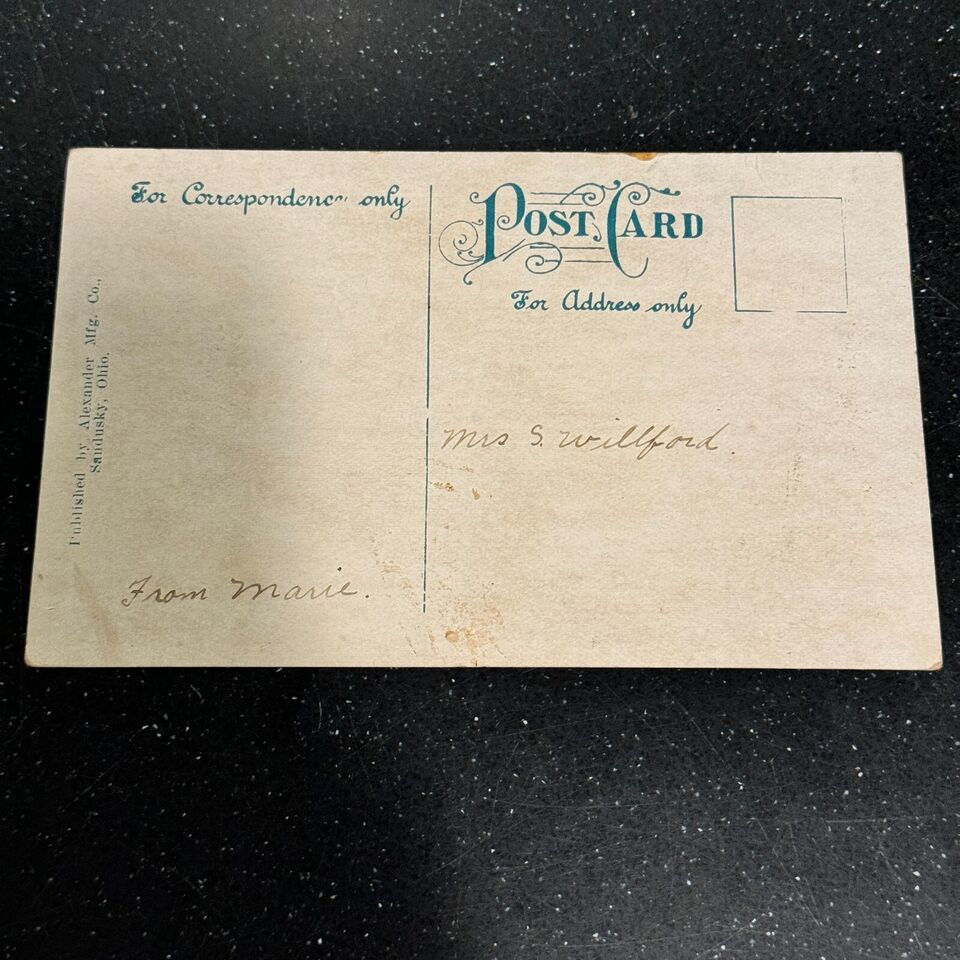 For Correspondence only
POST CARD
For Address only
Published by Alexander Mfg. Co.,
Sandusky, Ohio.
Mrs S. Willford.
From Marie.